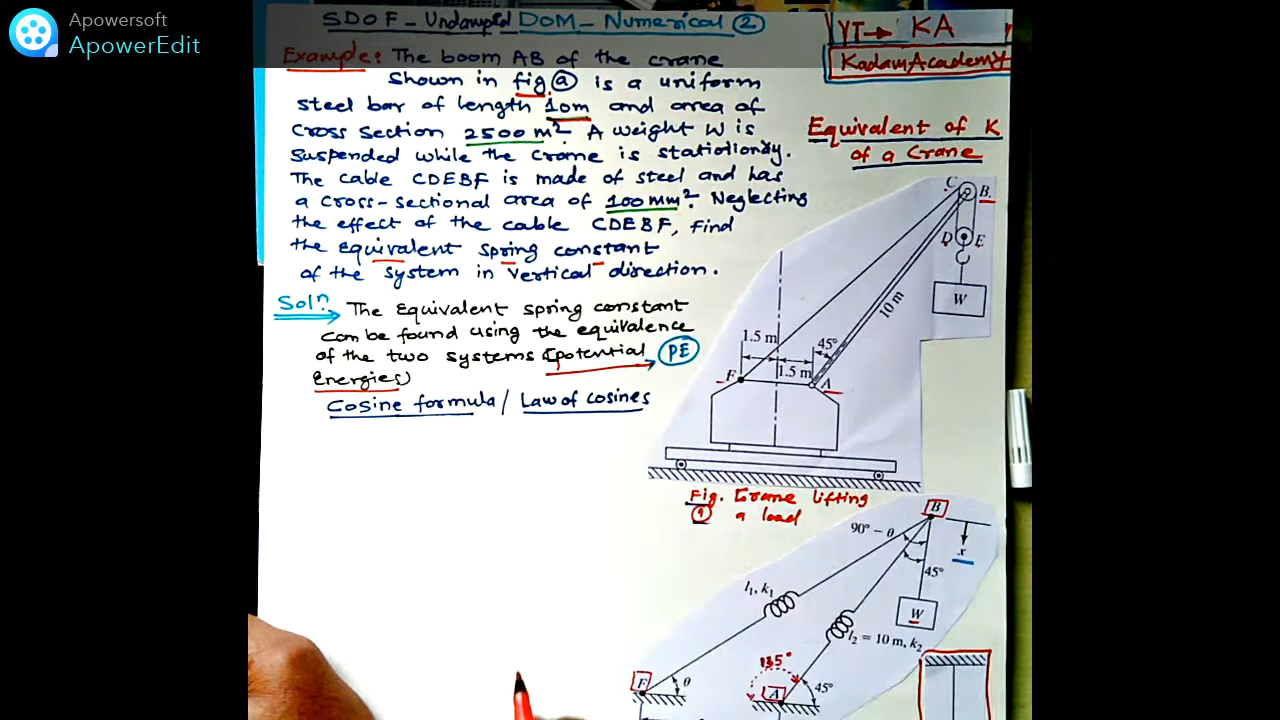 Apowersoft
ApowerEdit
SDOF - Undamped DOM - Numerical ②
YT→ KA
Kadam Academy
Example: The boom AB of the crane
Shown in fig ⓐ is a uniform
steel bar of length 10m and area of
cross section 2500 m². A weight W is
suspended while the crane is stationary.
The cable CDEBF is made of steel and has
a cross-sectional area of 100 mm². Neglecting
the effect of the cable CDEBF, find
the equivalent spring constant
of the system in vertical direction.
Equivalent of K
of a Crane
Soln. The Equivalent spring constant
can be found using the equivalence
of the two systems [potential → PE
Energies)
Cosine formula / Law of cosines
C
B.
D
E
W
10 m
1.5 m
45°
1.5 m
F
A
Fig. Crane lifting
① a load
B
90° − θ
x
45°
l₁, k₁
W
l₂ = 10 m, k₂
135°
F
θ
A
45°